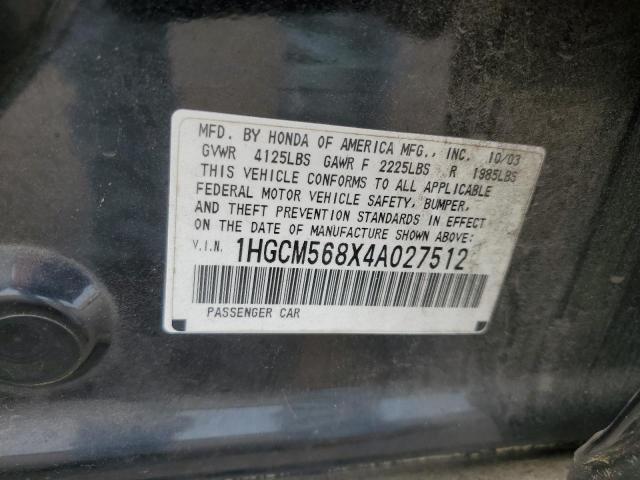 MFD. BY HONDA OF AMERICA MFG., INC. 10/03
GVWR 4125LBS GAWR F 2225LBS R 1985LBS
THIS VEHICLE CONFORMS TO ALL APPLICABLE
FEDERAL MOTOR VEHICLE SAFETY, BUMPER,
AND THEFT PREVENTION STANDARDS IN EFFECT
ON THE DATE OF MANUFACTURE SHOWN ABOVE:
V.I.N. 1HGCM568X4A027512
PASSENGER CAR